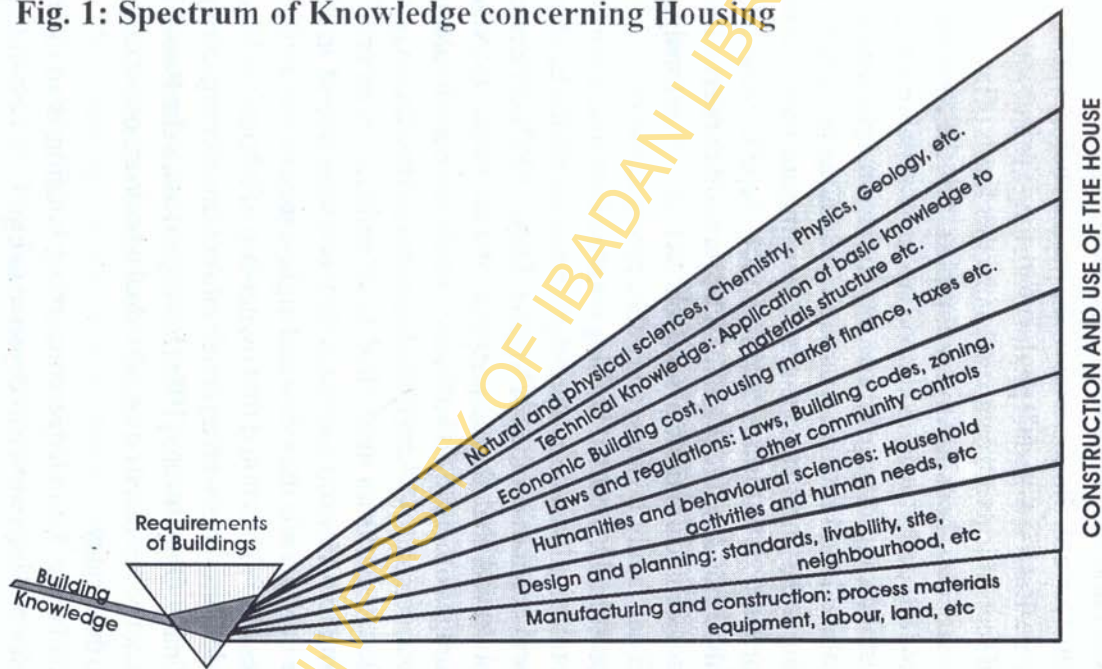 Fig. 1: Spectrum of Knowledge concerning Housing
Natural and physical sciences, Chemistry, Physics, Geology, etc.
Technical Knowledge: Application of basic knowledge to
materials structure etc.
Economic Building cost, housing market finance, taxes etc.
Laws and regulations: Laws, Building codes, zoning,
other community controls
Humanities and behavioural sciences: Household
activities and human needs, etc
Design and planning: standards, livability, site,
neighbourhood, etc
Manufacturing and construction: process materials
equipment, labour, land, etc
Requirements
of Buildings
Building
Knowledge
CONSTRUCTION AND USE OF THE HOUSE
UNIVERSITY OF IBADAN LIBR